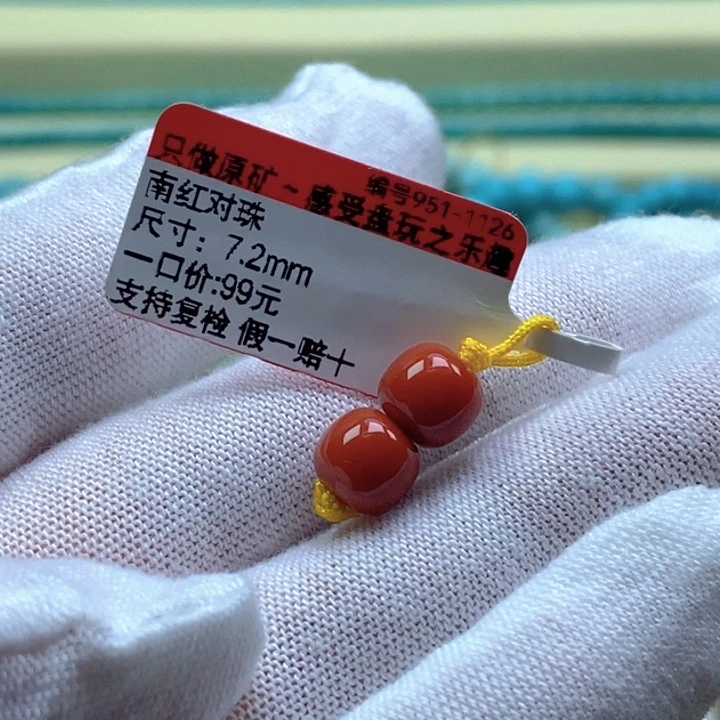 编号951-1126
只做原矿~感受盘玩之乐趣
南红对珠
尺寸：7.2mm
一口价:99元
支持复检 假一赔十